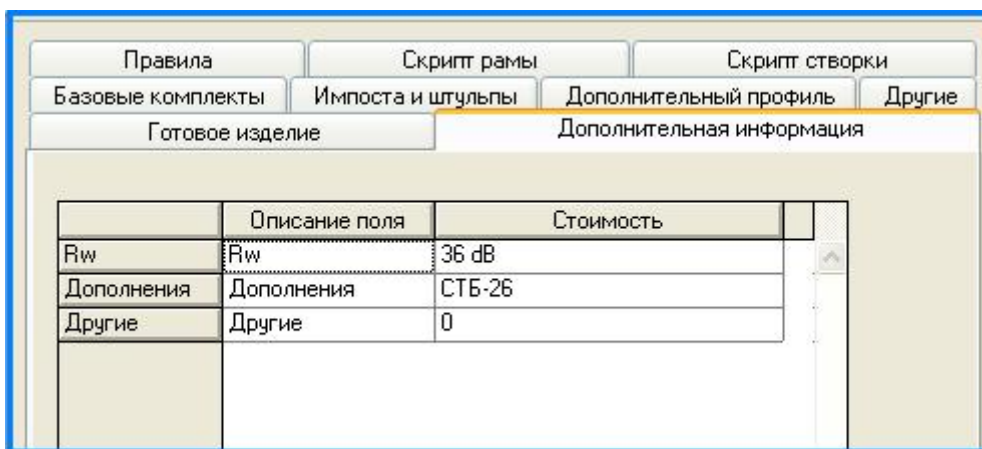 Правила Скрипт рамы Скрипт створки
Базовые комплекты Импоста и штульпы Дополнительный профиль Другие
Готовое изделие Дополнительная информация
Описание поля Стоимость
Rw Rw 36 dB
Дополнения Дополнения СТБ-26
Другие Другие 0